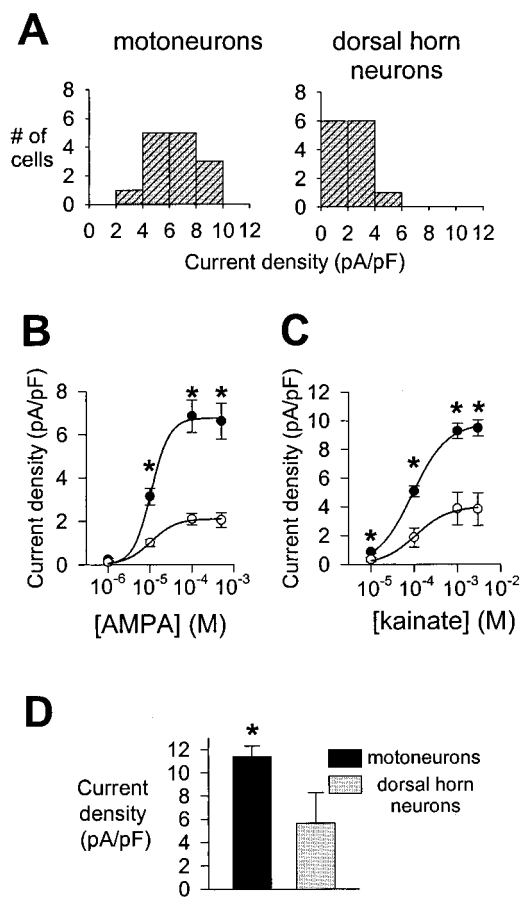 A
motoneurons
dorsal horn
neurons
# of
cells
8
6
4
2
0
0 2 4 6 8 10 12
8
6
4
2
0
0 2 4 6 8 10 12
Current density (pA/pF)
B
Current density (pA/pF)
8
6
4
2
0
* * *
10-6 10-5 10-4 10-3
[AMPA] (M)
C
Current density (pA/pF)
12
10
8
6
4
2
0
* * * *
10-5 10-4 10-3 10-2
[kainate] (M)
D
Current
density
(pA/pF)
12
10
8
6
4
2
0
*
motoneurons
dorsal horn
neurons